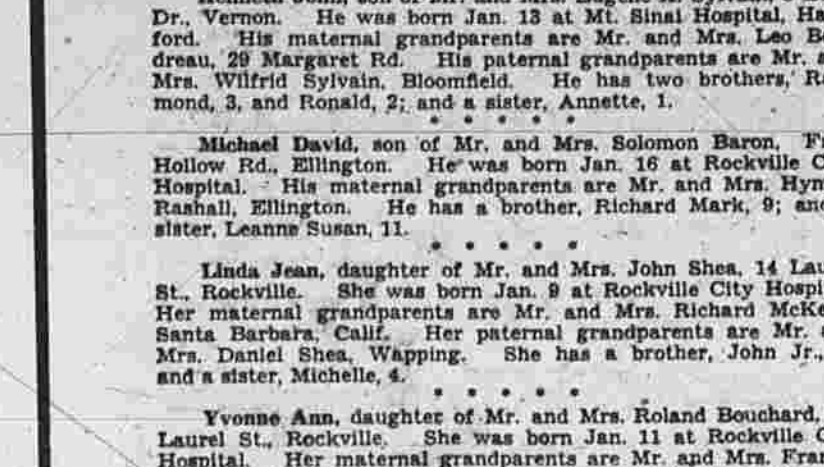 Dr., Vernon. He was born Jan. 13 at Mt. Sinai Hospital, Ha
ford. His maternal grandparents are Mr. and Mrs. Leo Bo
dreau, 29 Margaret Rd. His paternal grandparents are Mr. a
Mrs. Wilfrid Sylvain, Bloomfield. He has two brothers, Ra
mond, 3, and Ronald, 2; and a sister, Annette, 1.
* * * * *
Michael David, son of Mr. and Mrs. Solomon Baron, Fr
Hollow Rd., Ellington. He was born Jan. 16 at Rockville C
Hospital. His maternal grandparents are Mr. and Mrs. Hym
Rashall, Ellington. He has a brother, Richard Mark, 9; and
sister, Leanne Susan, 11.
* * * * *
Linda Jean, daughter of Mr. and Mrs. John Shea, 14 Lau
St., Rockville. She was born Jan. 9 at Rockville City Hospi
Her maternal grandparents are Mr. and Mrs. Richard McKe
Santa Barbara, Calif. Her paternal grandparents are Mr. a
Mrs. Daniel Shea, Wapping. She has a brother, John Jr.,
and a sister, Michelle, 4.
* * * * *
Yvonne Ann, daughter of Mr. and Mrs. Roland Bouchard,
Laurel St., Rockville. She was born Jan. 11 at Rockville C
Hospital. Her maternal grandparents are Mr. and Mrs. Fran